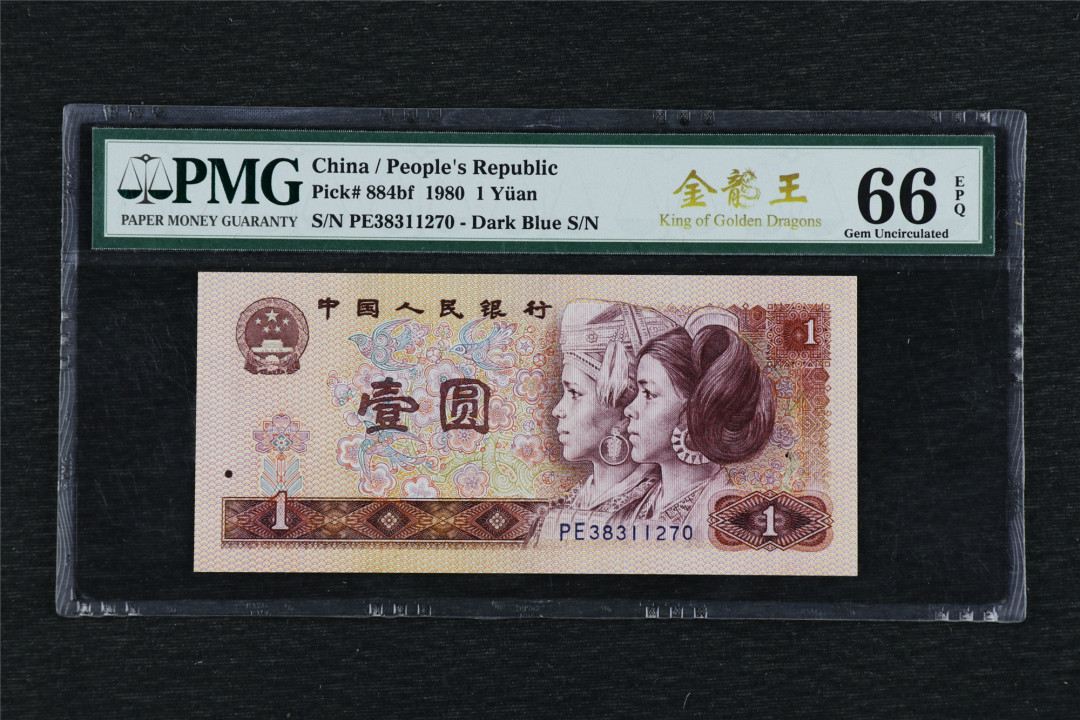 PMG
PAPER MONEY GUARANTY
China / People's Republic
Pick# 884bf 1980 1 Yüan
S/N PE38311270 - Dark Blue S/N
金龍王
King of Golden Dragons
66
EPQ
Gem Uncirculated
中国人民银行
1
壹圆
1
PE38311270
1